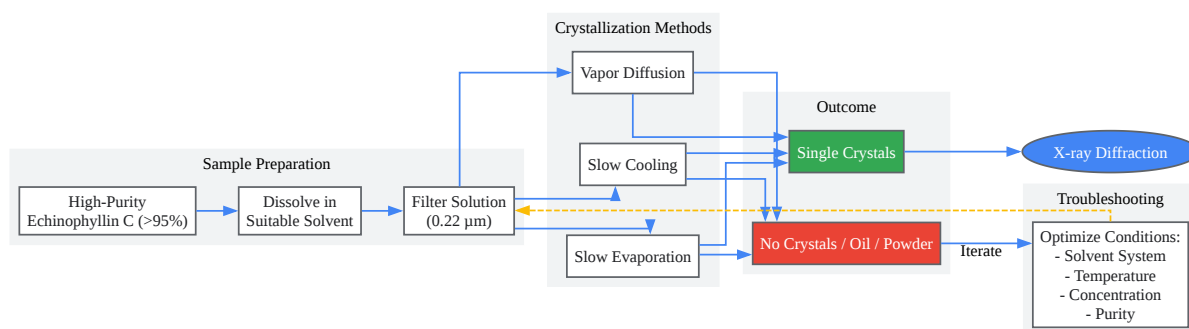 Crystallization Methods
Vapor Diffusion
Outcome
Single Crystals
X-ray Diffraction
Sample Preparation
Slow Cooling
High-Purity
Echinophyllin C (>95%)
Dissolve in
Suitable Solvent
Filter Solution
(0.22 µm)
Slow Evaporation
No Crystals / Oil / Powder
Iterate
Troubleshooting
Optimize Conditions:
- Solvent System
- Temperature
- Concentration
- Purity